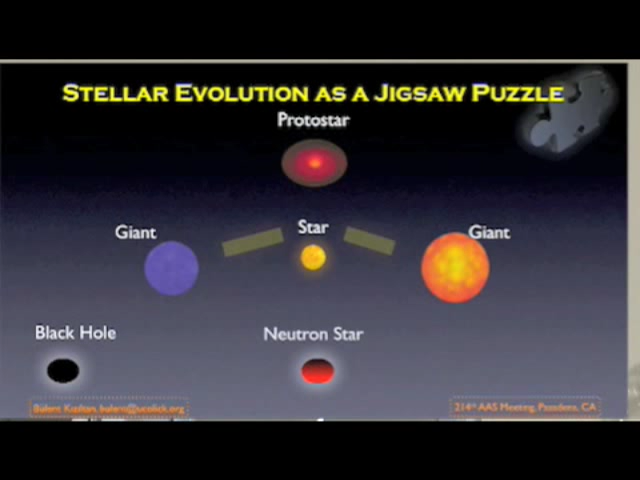 STELLAR EVOLUTION AS A JIGSAW PUZZLE
Protostar
Giant
Star
Giant
Black Hole
Neutron Star
214th AAS Meeting, Pasadena, CA